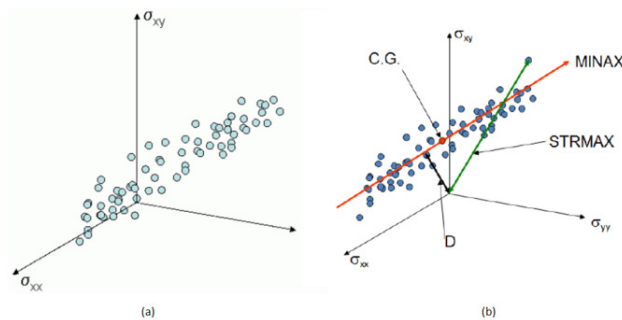 σxy
σxx
(a)
σxy
C.G.
MINAX
STRMAX
σyy
σxx
D
(b)